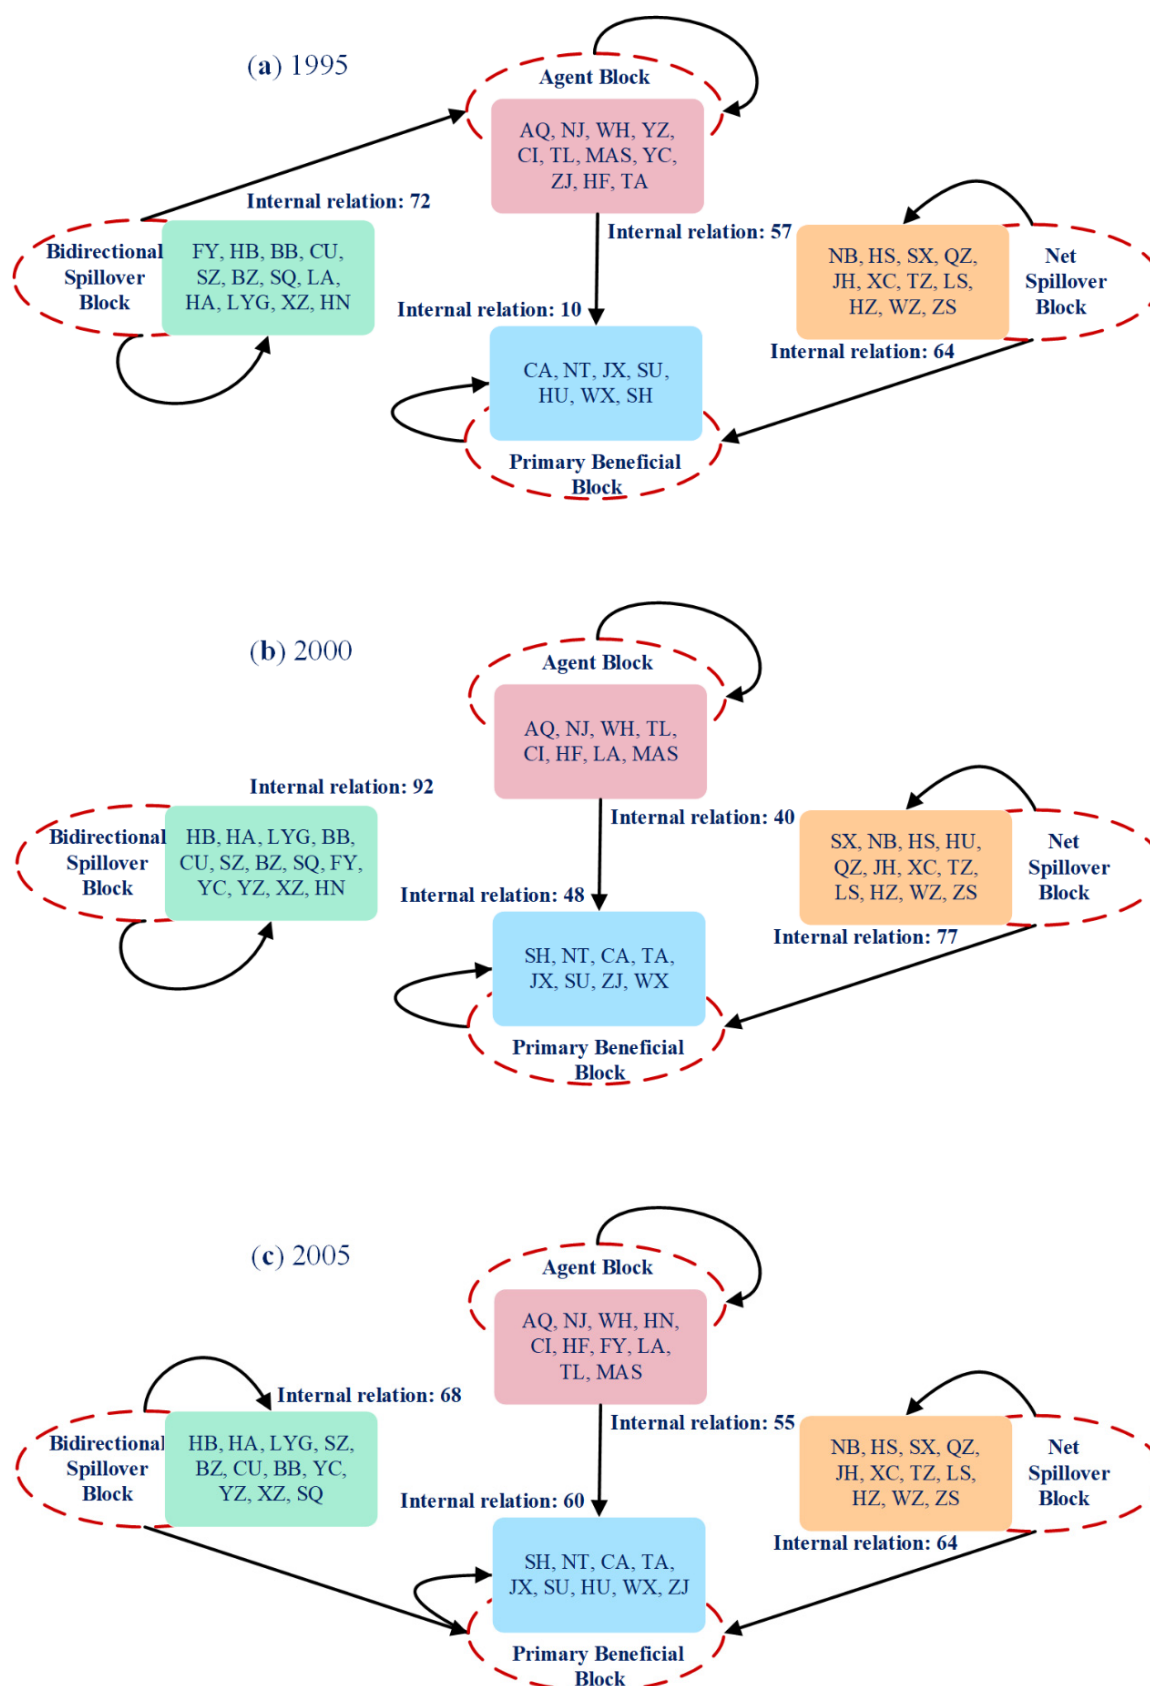 (a) 1995
Agent Block
AQ, NJ, WH, YZ,
CI, TL, MAS, YC,
ZJ, HF, TA
Internal relation: 72
Internal relation: 57
Bidirectional
Spillover
Block
FY, HB, BB, CU,
SZ, BZ, SQ, LA,
HA, LYG, XZ, HN
NB, HS, SX, QZ,
JH, XC, TZ, LS,
HZ, WZ, ZS
Net
Spillover
Block
Internal relation: 10
Internal relation: 64
CA, NT, JX, SU,
HU, WX, SH
Primary Beneficial
Block
(b) 2000
Agent Block
AQ, NJ, WH, TL,
CI, HF, LA, MAS
Internal relation: 92
Internal relation: 40
Bidirectional
Spillover
Block
HB, HA, LYG, BB,
CU, SZ, BZ, SQ, FY,
YC, YZ, XZ, HN
SX, NB, HS, HU,
QZ, JH, XC, TZ,
LS, HZ, WZ, ZS
Net
Spillover
Block
Internal relation: 48
Internal relation: 77
SH, NT, CA, TA,
JX, SU, ZJ, WX
Primary Beneficial
Block
(c) 2005
Agent Block
AQ, NJ, WH, HN,
CI, HF, FY, LA,
TL, MAS
Internal relation: 68
Internal relation: 55
Bidirectional
Spillover
Block
HB, HA, LYG, SZ,
BZ, CU, BB, YC,
YZ, XZ, SQ
NB, HS, SX, QZ,
JH, XC, TZ, LS,
HZ, WZ, ZS
Net
Spillover
Block
Internal relation: 60
Internal relation: 64
SH, NT, CA, TA,
JX, SU, HU, WX, ZJ
Primary Beneficial
Block